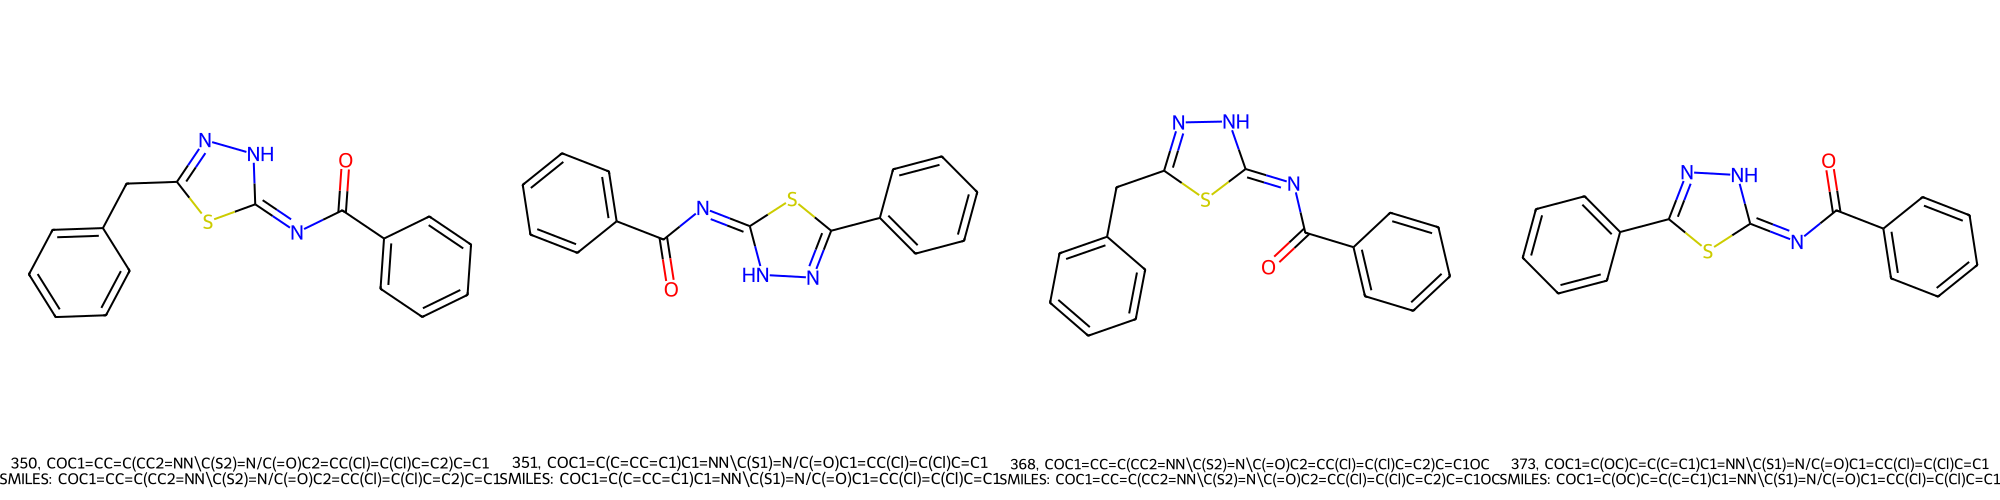 N
NH
O
S
N
N
S
O
HN
N
N
NH
S
N
O
N
NH
O
S
N
350, COC1=CC=C(CC2=NN\C(S2)=N/C(=O)C2=CC(Cl)=C(Cl)C=C2)C=C1
SMILES: COC1=CC=C(CC2=NN\C(S2)=N/C(=O)C2=CC(Cl)=C(Cl)C=C2)C=C1
351, COC1=C(C=CC=C1)C1=NN\C(S1)=N/C(=O)C1=CC(Cl)=C(Cl)C=C1
SMILES: COC1=C(C=CC=C1)C1=NN\C(S1)=N/C(=O)C1=CC(Cl)=C(Cl)C=C1
368, COC1=CC=C(CC2=NN\C(S2)=N\C(=O)C2=CC(Cl)=C(Cl)C=C2)C=C1OC
SMILES: COC1=CC=C(CC2=NN\C(S2)=N\C(=O)C2=CC(Cl)=C(Cl)C=C2)C=C1OC
373, COC1=C(OC)C=C(C=C1)C1=NN\C(S1)=N/C(=O)C1=CC(Cl)=C(Cl)C=C1
SMILES: COC1=C(OC)C=C(C=C1)C1=NN\C(S1)=N/C(=O)C1=CC(Cl)=C(Cl)C=C1